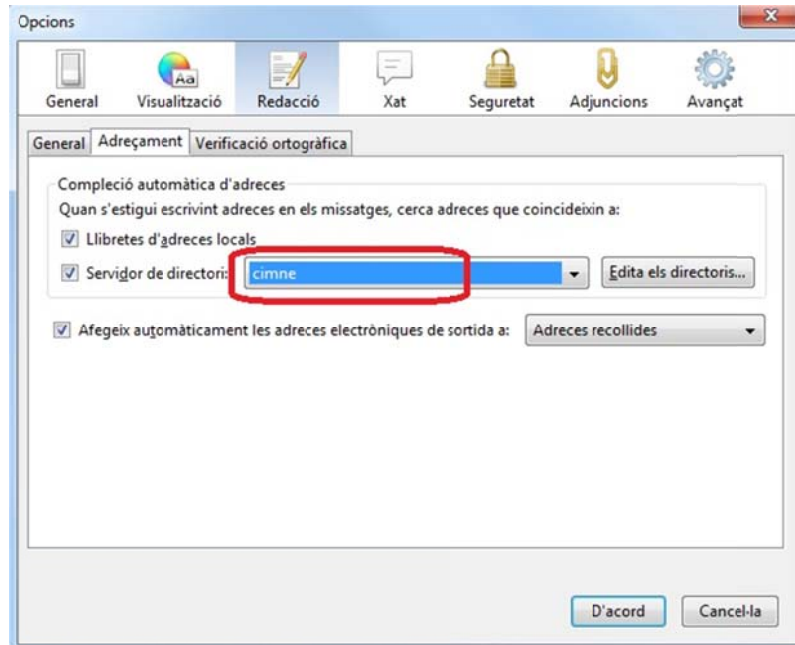 Opcions
x
Aa
General Visualització Redacció Xat Seguretat Adjuncions Avançat
General Adreçament Verificació ortogràfica
Compleció automàtica d'adreces
Quan s'estigui escrivint adreces en els missatges, cerca adreces que coincideixin a:
Llibretes d'adreces locals
Servidor de directori: cimne Edita els directoris...
Afegeix automàticament les adreces electròniques de sortida a: Adreces recollides
D'acord Cancel·la